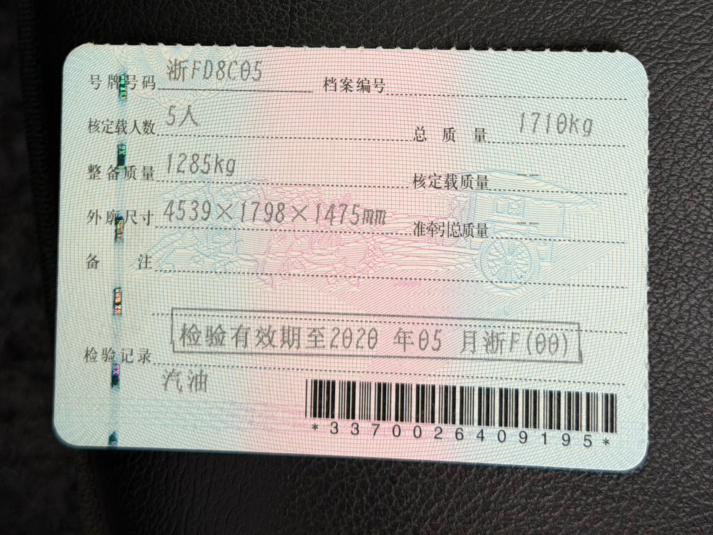 号牌号码 浙FD8C05 档案编号
核定载人数 5人 总质量 1710kg
整备质量 1285kg 核定载质量 --
外廓尺寸 4539×1798×1475mm 准牵引总质量 --
备注
检验有效期至2020 年05 月浙F(00)
检验记录
汽油
*3370026409195*